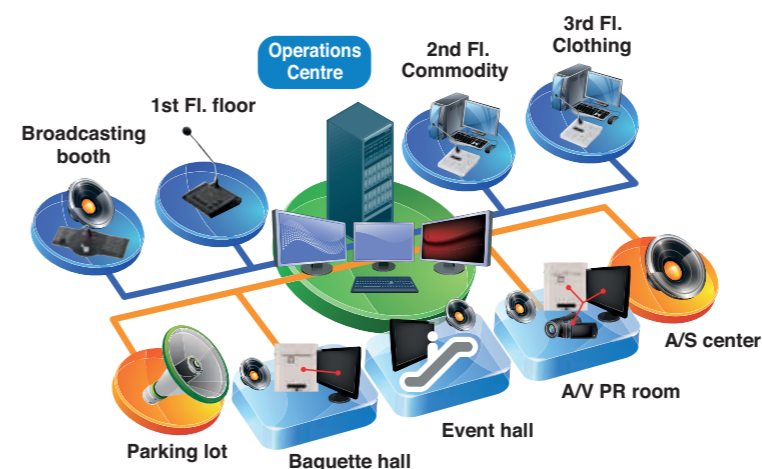 3rd Fl.
Clothing
Operations
Centre
2nd Fl.
Commodity
1st Fl. floor
Broadcasting
booth
A/S center
A/V PR room
Event hall
Parking lot
Baguette hall